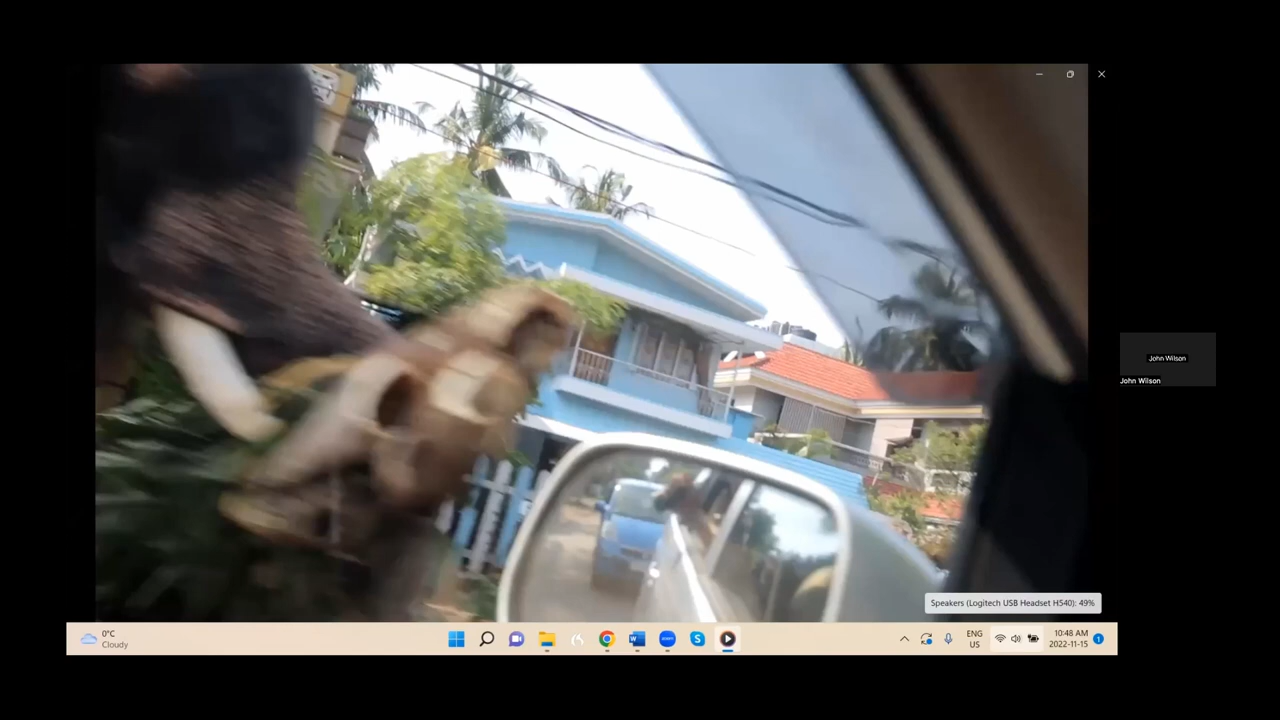 John Wilson
John Wilson
Speakers (Logitech USB Headset H540): 49%
0°C
Cloudy
ENG
US
10:48 AM
2022-11-15
1